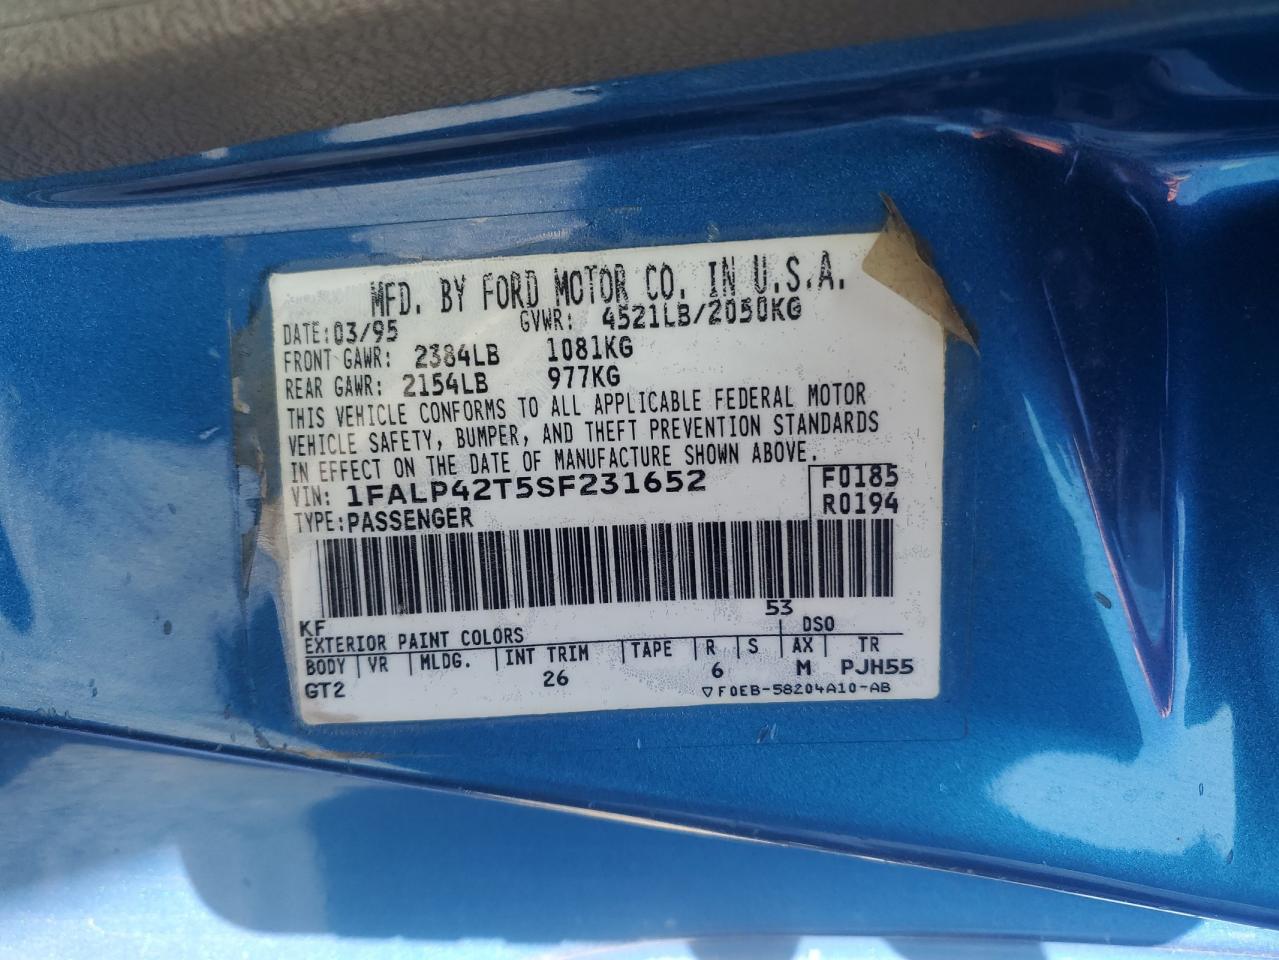 MFD. BY FORD MOTOR CO. IN U.S.A.
DATE: 03/95 GVWR: 4521LB/2050KG
FRONT GAWR: 2384LB 1081KG
REAR GAWR: 2154LB 977KG
THIS VEHICLE CONFORMS TO ALL APPLICABLE FEDERAL MOTOR
VEHICLE SAFETY, BUMPER, AND THEFT PREVENTION STANDARDS
IN EFFECT ON THE DATE OF MANUFACTURE SHOWN ABOVE.
VIN: 1FALP42T5SF231652 F0185
TYPE: PASSENGER R0194
KF 53
EXTERIOR PAINT COLORS DSO
BODY VR MLDG. INT TRIM TAPE R S AX TR
GT2 26 6 M PJH55
▽F0EB-58204A10-AB